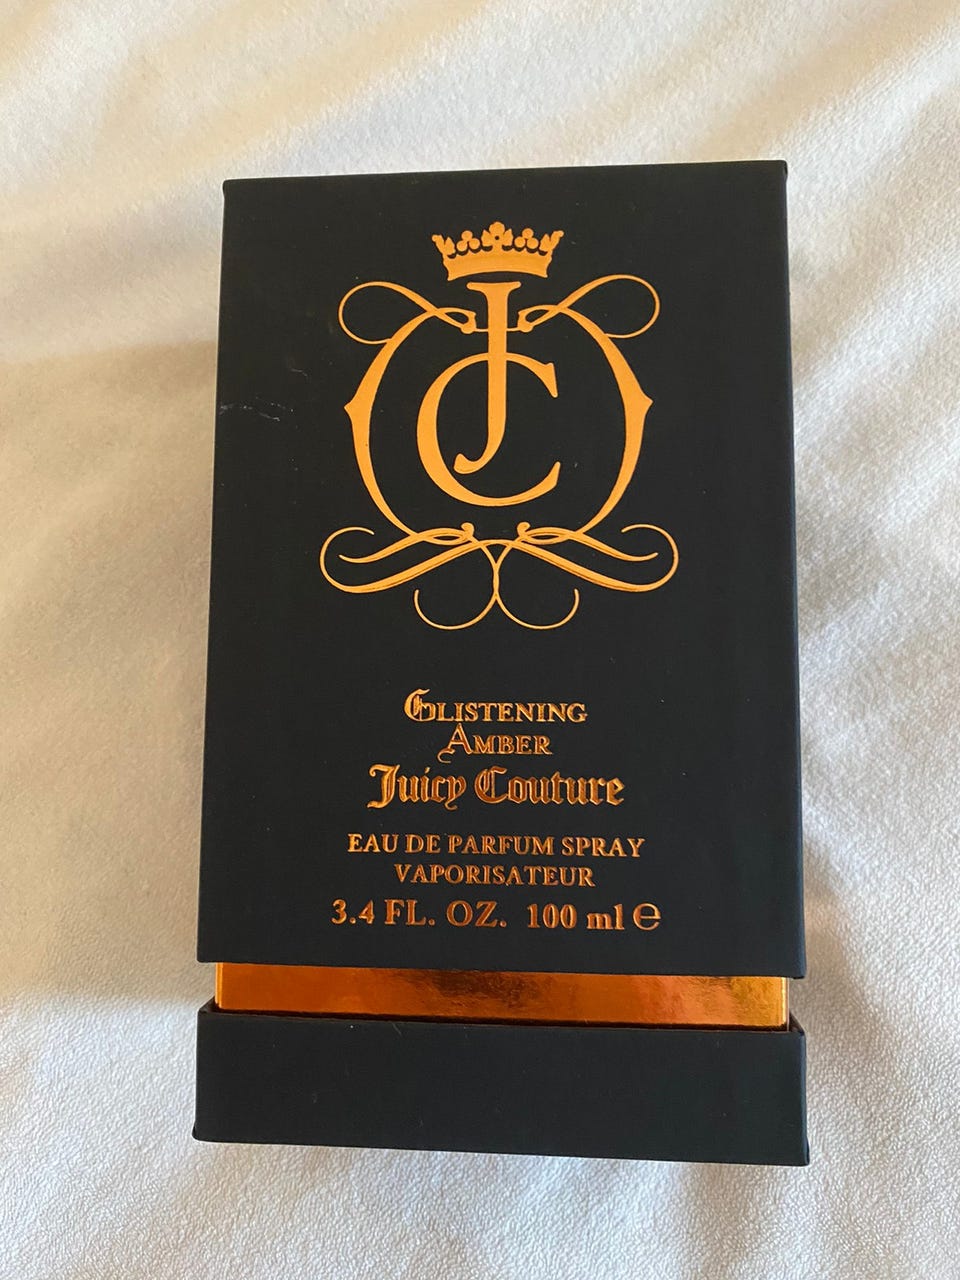 JC
GLISTENING
AMBER
Juicy Couture
EAU DE PARFUM SPRAY
VAPORISATEUR
3.4 FL. OZ. 100 ml ℮